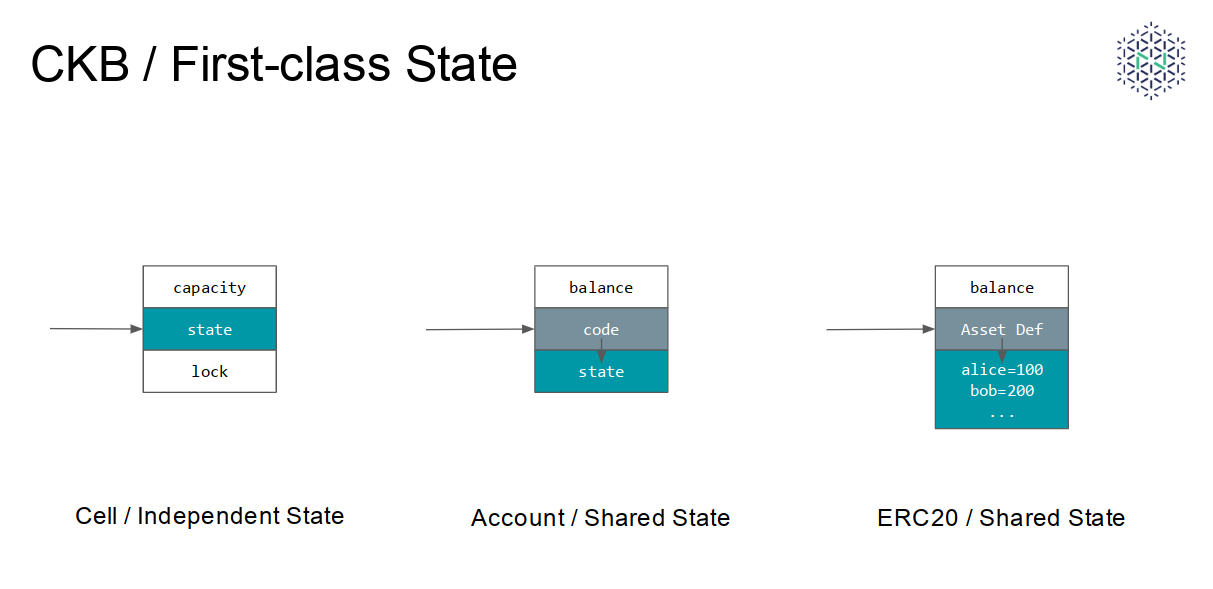 CKB / First-class State
capacity
state
lock
balance
code
state
balance
Asset Def
alice=100
bob=200
...
Cell / Independent State
Account / Shared State
ERC20 / Shared State